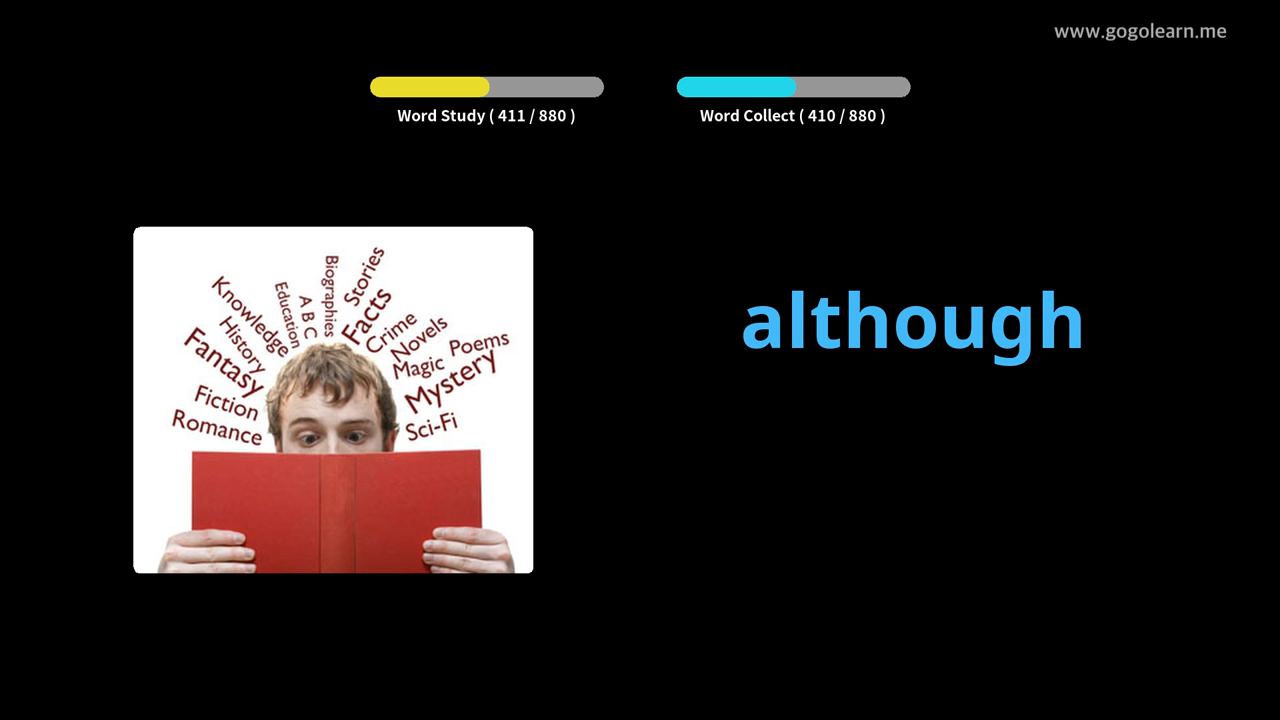 www.gogolearn.me
Word Study ( 411 / 880 )
Word Collect ( 410 / 880 )
Romance
Fiction
Fantasy
History
Knowledge
Education
A B C
Biographies
Stories
Facts
Crime
Novels
Magic
Poems
Mystery
Sci-Fi
although